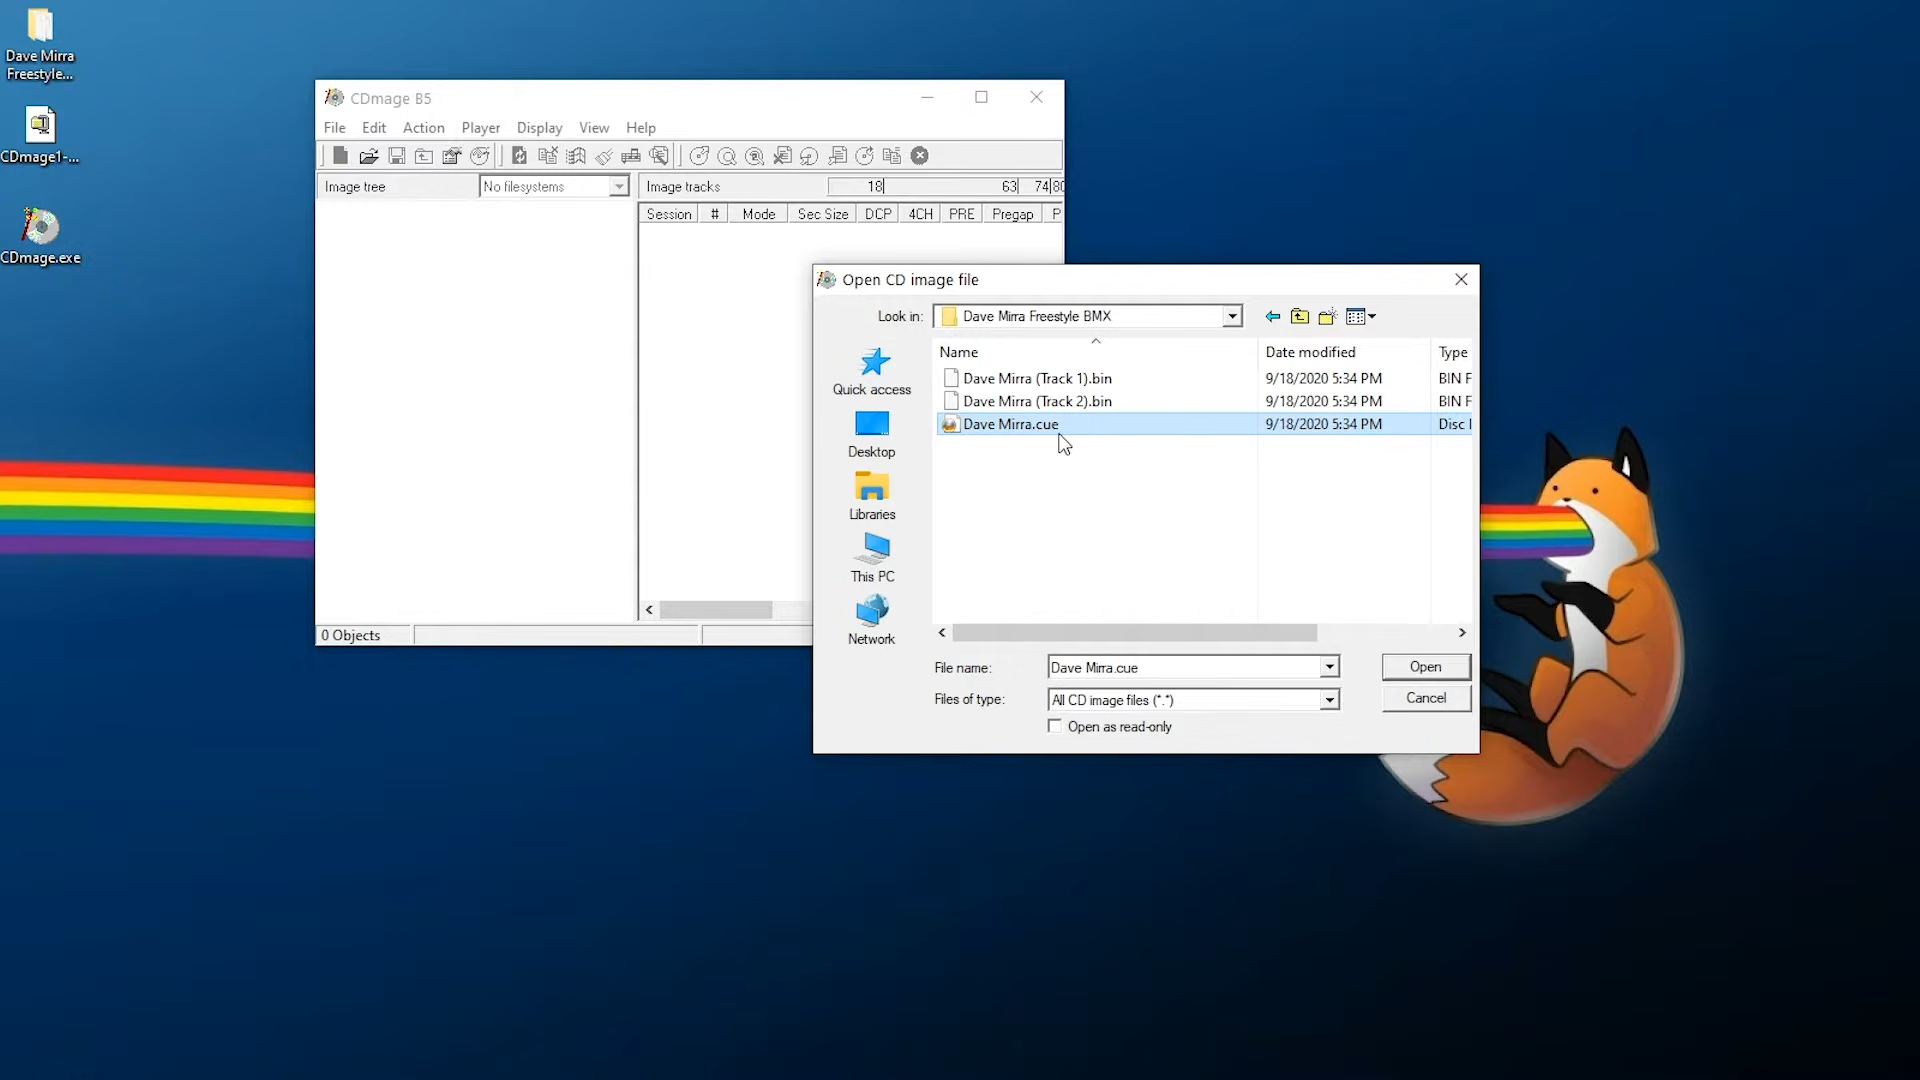 Dave Mirra
Freestyle...
CDmage1-...
CDmage.exe
CDmage B5
File Edit Action Player Display View Help
Image tree No filesystems Image tracks 18 63 74 80
Session # Mode Sec Size DCP 4CH PRE Pregap P
0 Objects
Open CD image file
Look in: Dave Mirra Freestyle BMX
Name Date modified Type
Dave Mirra (Track 1).bin 9/18/2020 5:34 PM BIN F
Dave Mirra (Track 2).bin 9/18/2020 5:34 PM BIN F
Dave Mirra.cue 9/18/2020 5:34 PM Disc I
Quick access
Desktop
Libraries
This PC
Network
File name: Dave Mirra.cue Open
Files of type: All CD image files (*.*) Cancel
Open as read-only